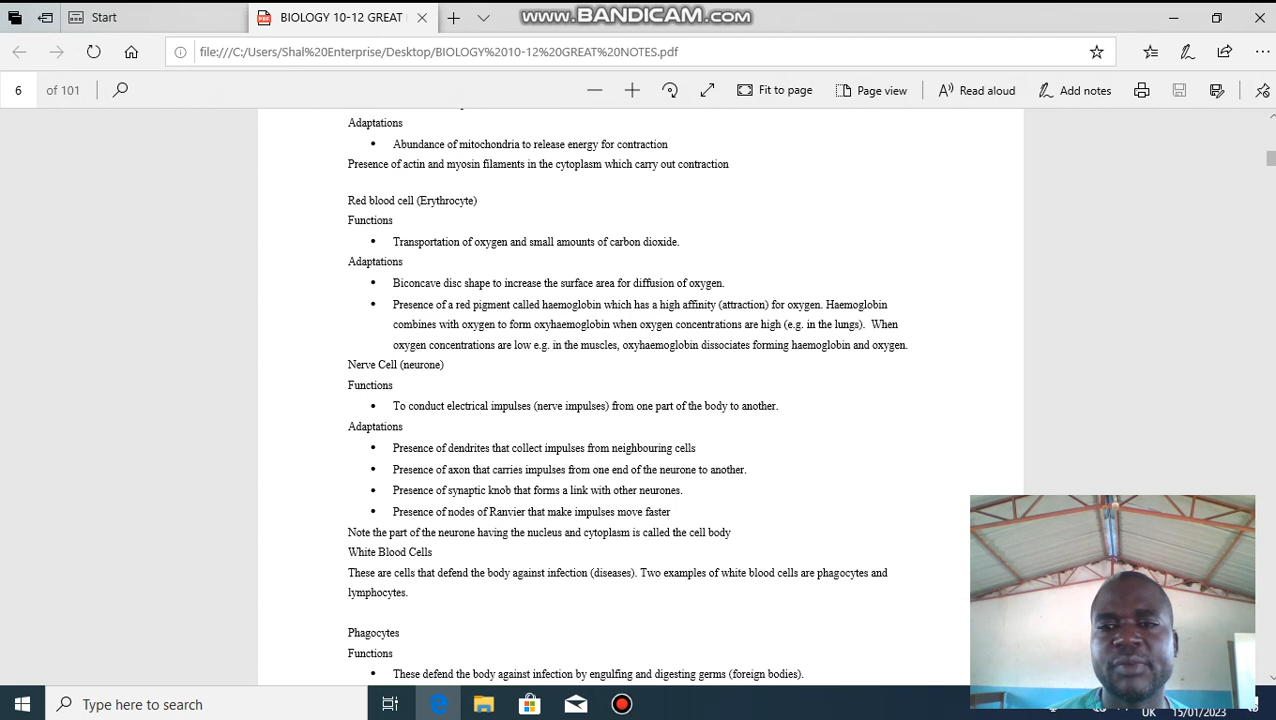 Start
BIOLOGY 10-12 GREAT
www.BANDICAM.com
file:///C:/Users/Shal%20Enterprise/Desktop/BIOLOGY%2010-12%20GREAT%20NOTES.pdf
6 of 101
Fit to page
Page view
Read aloud
Add notes
Adaptations
• Abundance of mitochondria to release energy for contraction
Presence of actin and myosin filaments in the cytoplasm which carry out contraction
Red blood cell (Erythrocyte)
Functions
• Transportation of oxygen and small amounts of carbon dioxide.
Adaptations
• Biconcave disc shape to increase the surface area for diffusion of oxygen.
• Presence of a red pigment called haemoglobin which has a high affinity (attraction) for oxygen. Haemoglobin
combines with oxygen to form oxyhaemoglobin when oxygen concentrations are high (e.g. in the lungs). When
oxygen concentrations are low e.g. in the muscles, oxyhaemoglobin dissociates forming haemoglobin and oxygen.
Nerve Cell (neurone)
Functions
• To conduct electrical impulses (nerve impulses) from one part of the body to another.
Adaptations
• Presence of dendrites that collect impulses from neighbouring cells
• Presence of axon that carries impulses from one end of the neurone to another.
• Presence of synaptic knob that forms a link with other neurones.
• Presence of nodes of Ranvier that make impulses move faster
Note the part of the neurone having the nucleus and cytoplasm is called the cell body
White Blood Cells
These are cells that defend the body against infection (diseases). Two examples of white blood cells are phagocytes and
lymphocytes.
Phagocytes
Functions
• These defend the body against infection by engulfing and digesting germs (foreign bodies).
Type here to search
UK
15/01/2023